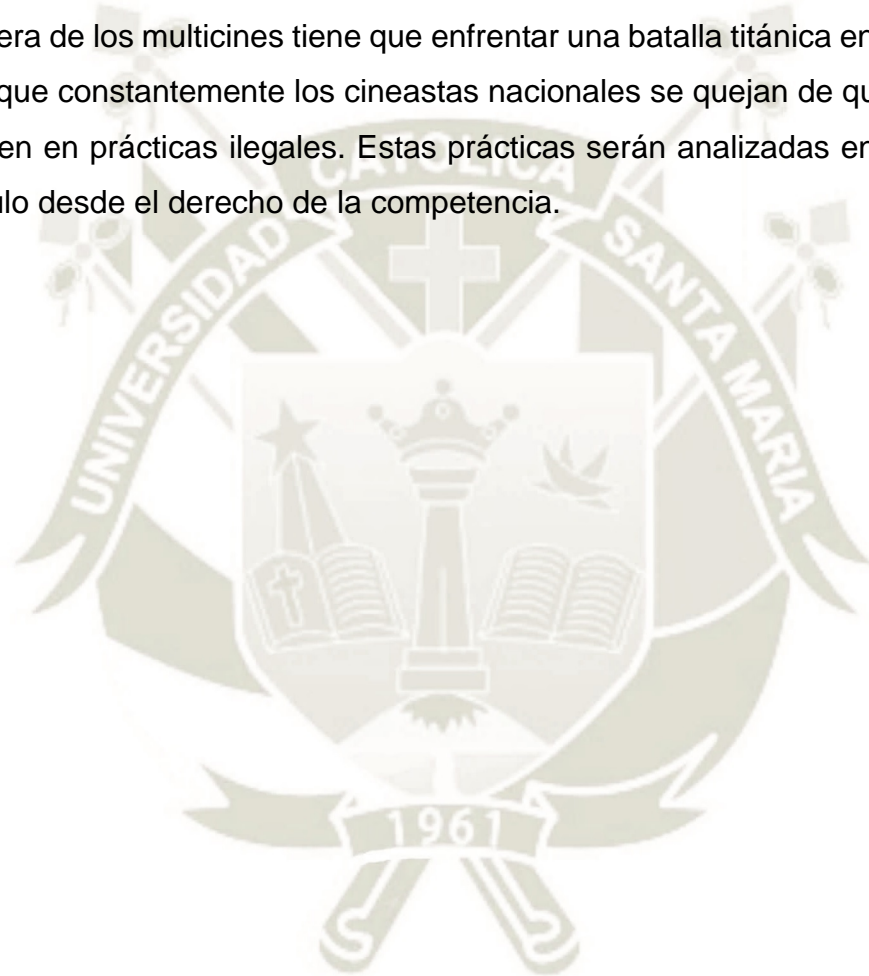 era de los multicines tiene que enfrentar una batalla titánica en
que constantemente los cineastas nacionales se quejan de qu
en en prácticas ilegales. Estas prácticas serán analizadas en
ulo desde el derecho de la competencia.
UNIVERSIDAD CATOLICA SANTA MARIA
1961